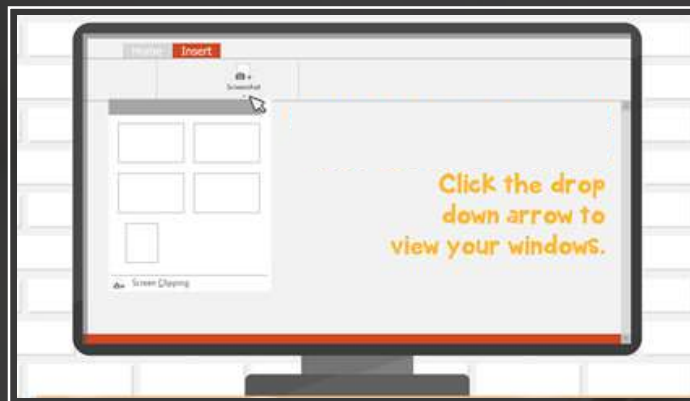 Home Insert
Screenshot
Click the drop
down arrow to
view your windows.
Screen Clipping